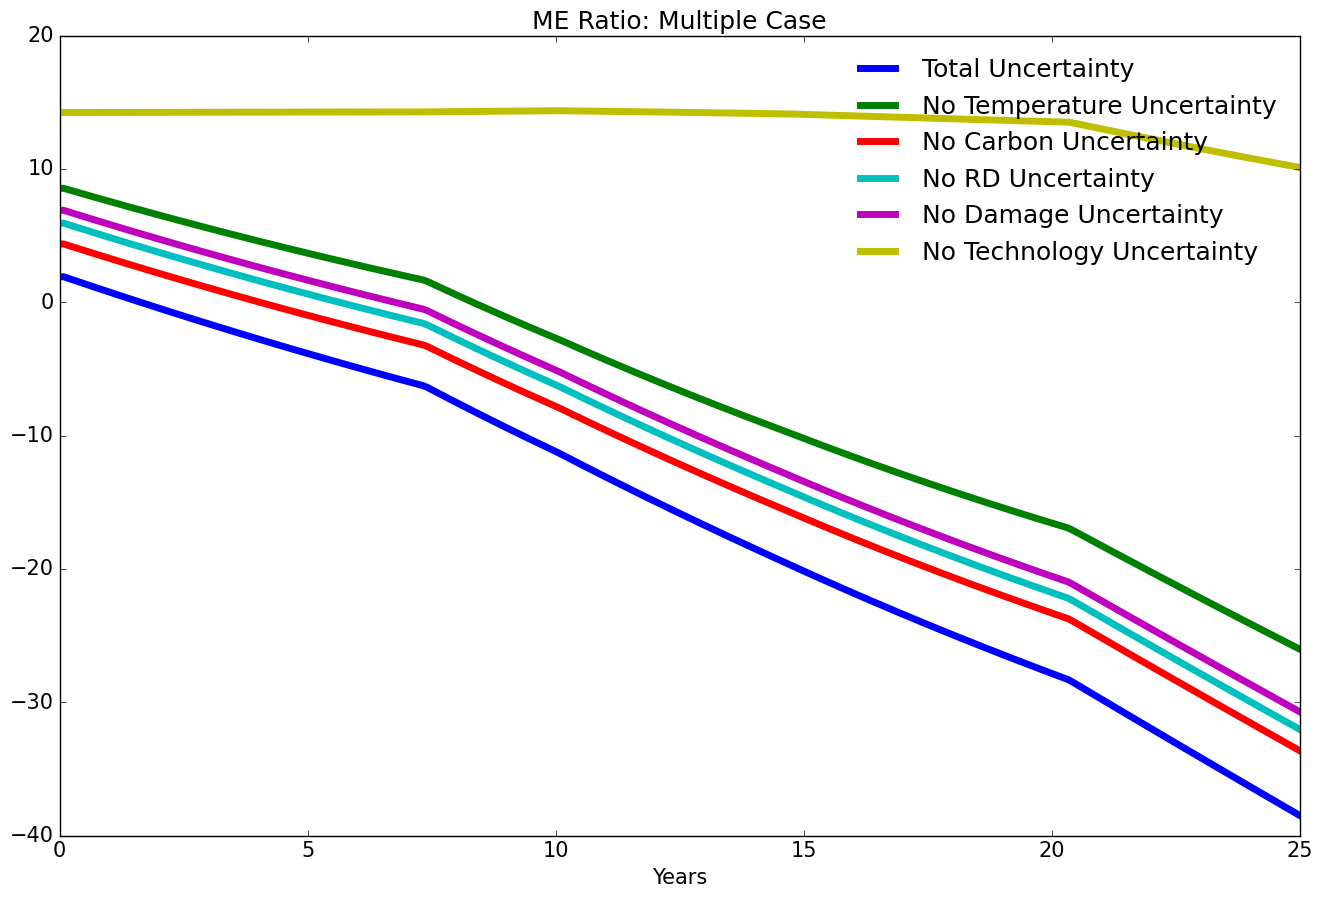 ME Ratio: Multiple Case
20
10
0
−10
−20
−30
−40
Total Uncertainty
No Temperature Uncertainty
No Carbon Uncertainty
No RD Uncertainty
No Damage Uncertainty
No Technology Uncertainty
0 5 10 15 20 25
Years